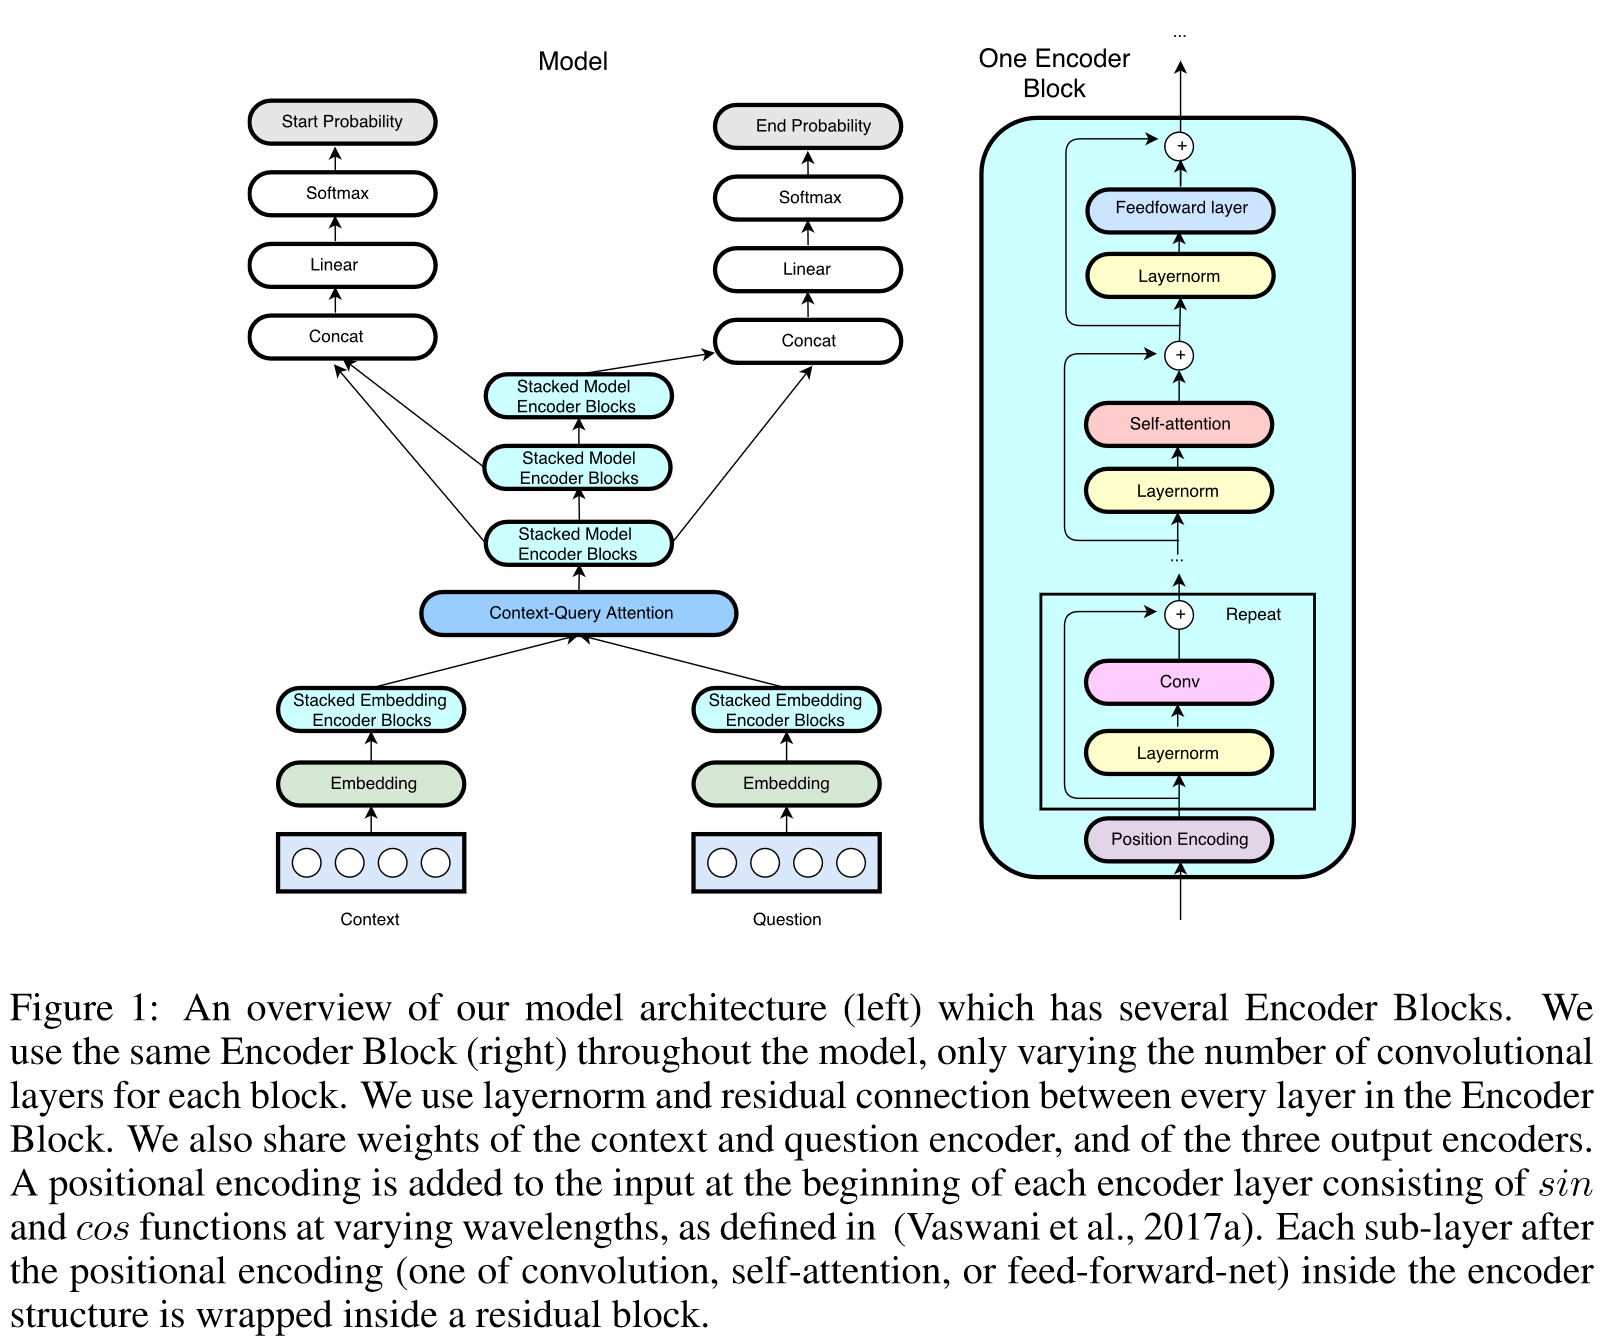 Model
Start Probability
Softmax
Linear
Concat
End Probability
Softmax
Linear
Concat
Stacked Model
Encoder Blocks
Stacked Model
Encoder Blocks
Stacked Model
Encoder Blocks
Context-Query Attention
Stacked Embedding
Encoder Blocks
Embedding
Context
Stacked Embedding
Encoder Blocks
Embedding
Question
One Encoder
Block
...
+
Feedfoward layer
Layernorm
+
Self-attention
Layernorm
...
+
Repeat
Conv
Layernorm
Position Encoding
Figure 1: An overview of our model architecture (left) which has several Encoder Blocks. We
use the same Encoder Block (right) throughout the model, only varying the number of convolutional
layers for each block. We use layernorm and residual connection between every layer in the Encoder
Block. We also share weights of the context and question encoder, and of the three output encoders.
A positional encoding is added to the input at the beginning of each encoder layer consisting of sin
and cos functions at varying wavelengths, as defined in (Vaswani et al., 2017a). Each sub-layer after
the positional encoding (one of convolution, self-attention, or feed-forward-net) inside the encoder
structure is wrapped inside a residual block.